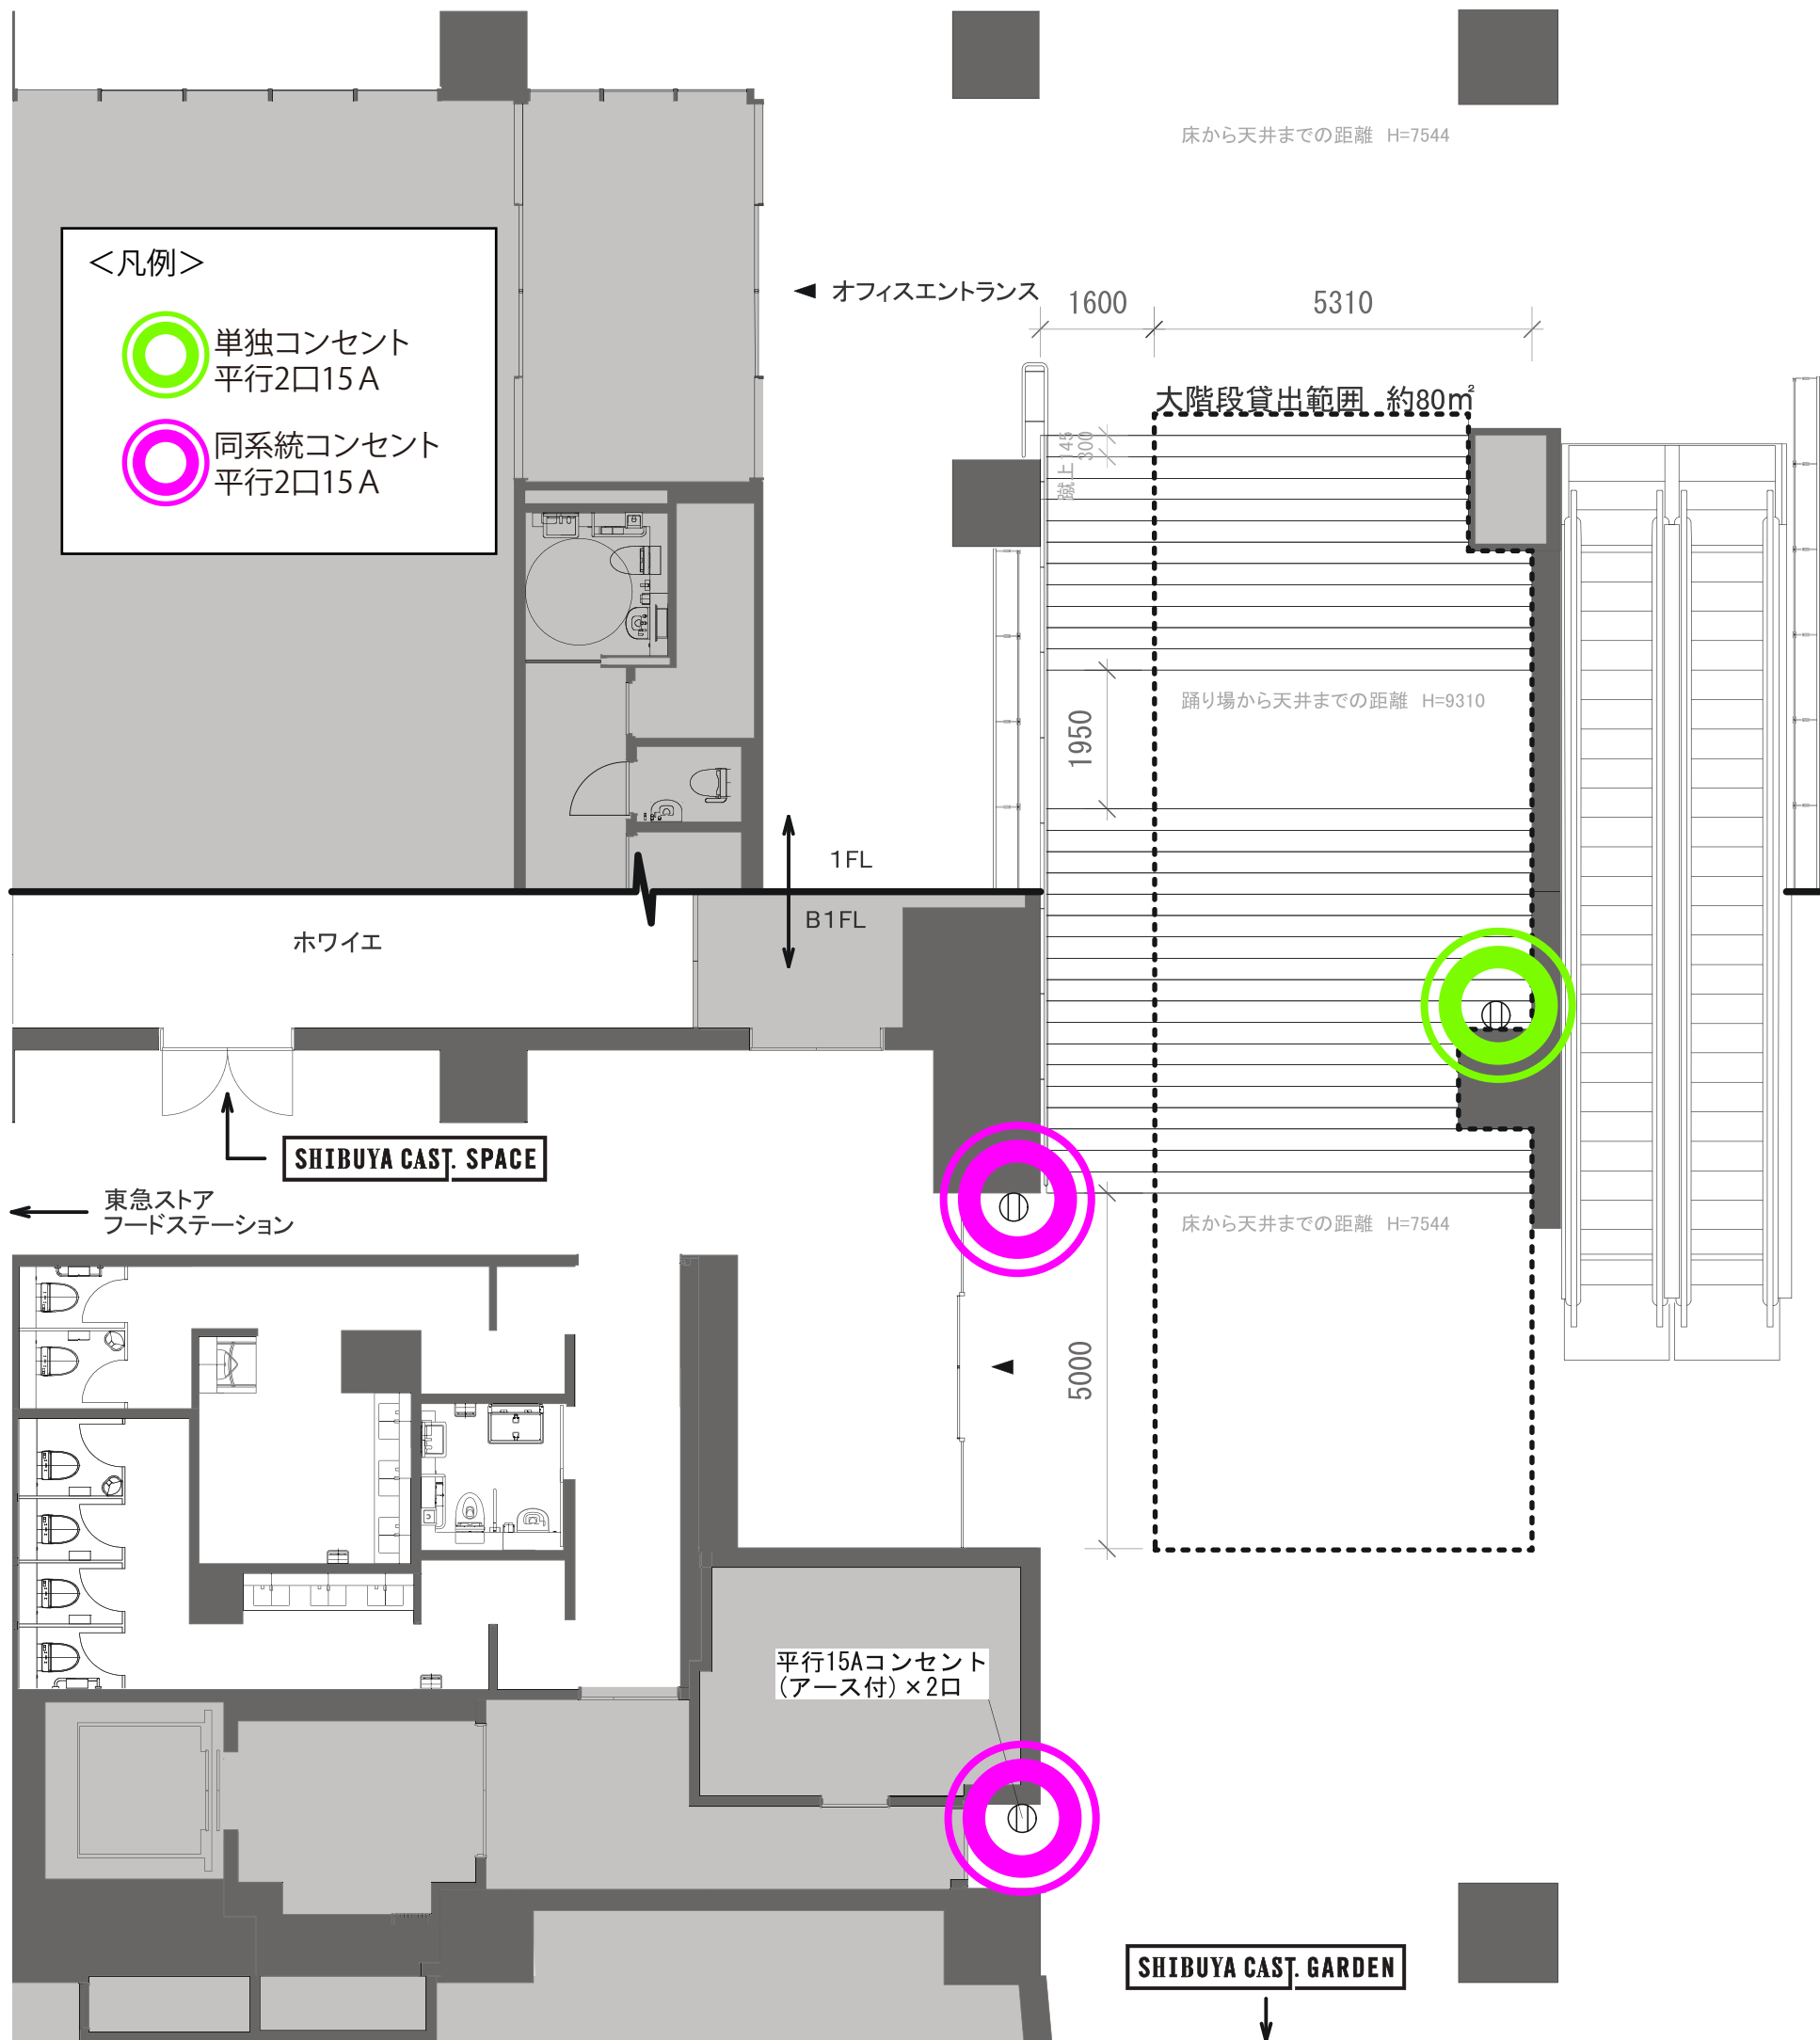 床から天井までの距離 H=7544
＜凡例＞
単独コンセント
平行2口15A
同系統コンセント
平行2口15A
オフィスエントランス
1600
5310
大階段貸出範囲 約80㎡
蹴上145
300
踊り場から天井までの距離 H=9310
1950
1FL
B1FL
ホワイエ
SHIBUYA CAST. SPACE
東急ストア
フードステーション
床から天井までの距離 H=7544
5000
平行15Aコンセント
(アース付)×2口
SHIBUYA CAST. GARDEN